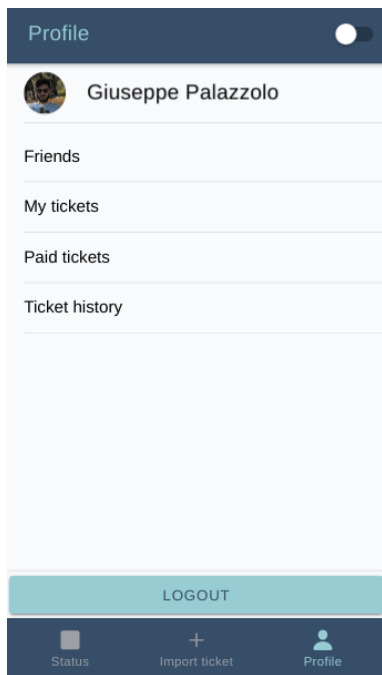 Profile
Giuseppe Palazzolo
Friends
My tickets
Paid tickets
Ticket history
LOGOUT
Status
Import ticket
Profile